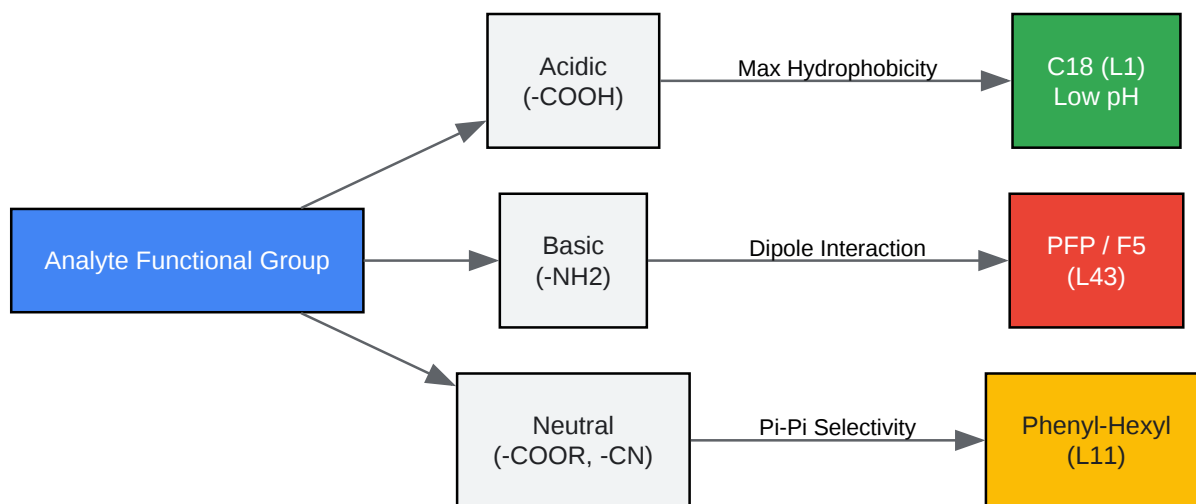 Analyte Functional Group
Acidic
(-COOH)
Max Hydrophobicity
C18 (L1)
Low pH
Basic
(-NH2)
Dipole Interaction
PFP / F5
(L43)
Neutral
(-COOR, -CN)
Pi-Pi Selectivity
Phenyl-Hexyl
(L11)